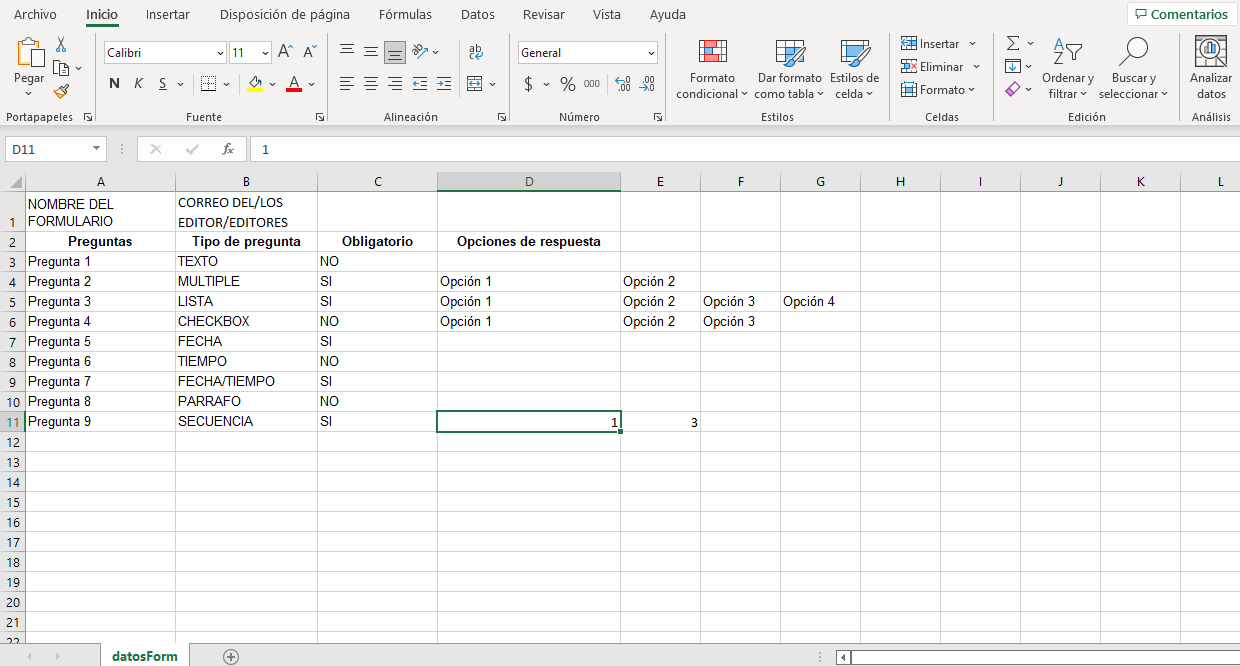 Archivo Inicio Insertar Disposición de página Fórmulas Datos Revisar Vista Ayuda Comentarios
Calibri 11 A A ab c General Insertar Σ A Z
Pegar N K S A $ % 000 ,00 ,00 Formato condicional Dar formato como tabla Estilos de celda Eliminar Formato Ordenar y filtrar Buscar y seleccionar Analizar datos
Portapapeles Fuente Alineación Número Estilos Celdas Edición Análisis
D11 fx 1
A B C D E F G H I J K L
1 NOMBRE DEL FORMULARIO CORREO DEL/LOS EDITOR/EDITORES
2 Preguntas Tipo de pregunta Obligatorio Opciones de respuesta
3 Pregunta 1 TEXTO NO
4 Pregunta 2 MULTIPLE SI Opción 1 Opción 2
5 Pregunta 3 LISTA SI Opción 1 Opción 2 Opción 3 Opción 4
6 Pregunta 4 CHECKBOX NO Opción 1 Opción 2 Opción 3
7 Pregunta 5 FECHA SI
8 Pregunta 6 TIEMPO NO
9 Pregunta 7 FECHA/TIEMPO SI
10 Pregunta 8 PARRAFO NO
11 Pregunta 9 SECUENCIA SI 1 3
12
13
14
15
16
17
18
19
20
21
22
datosForm